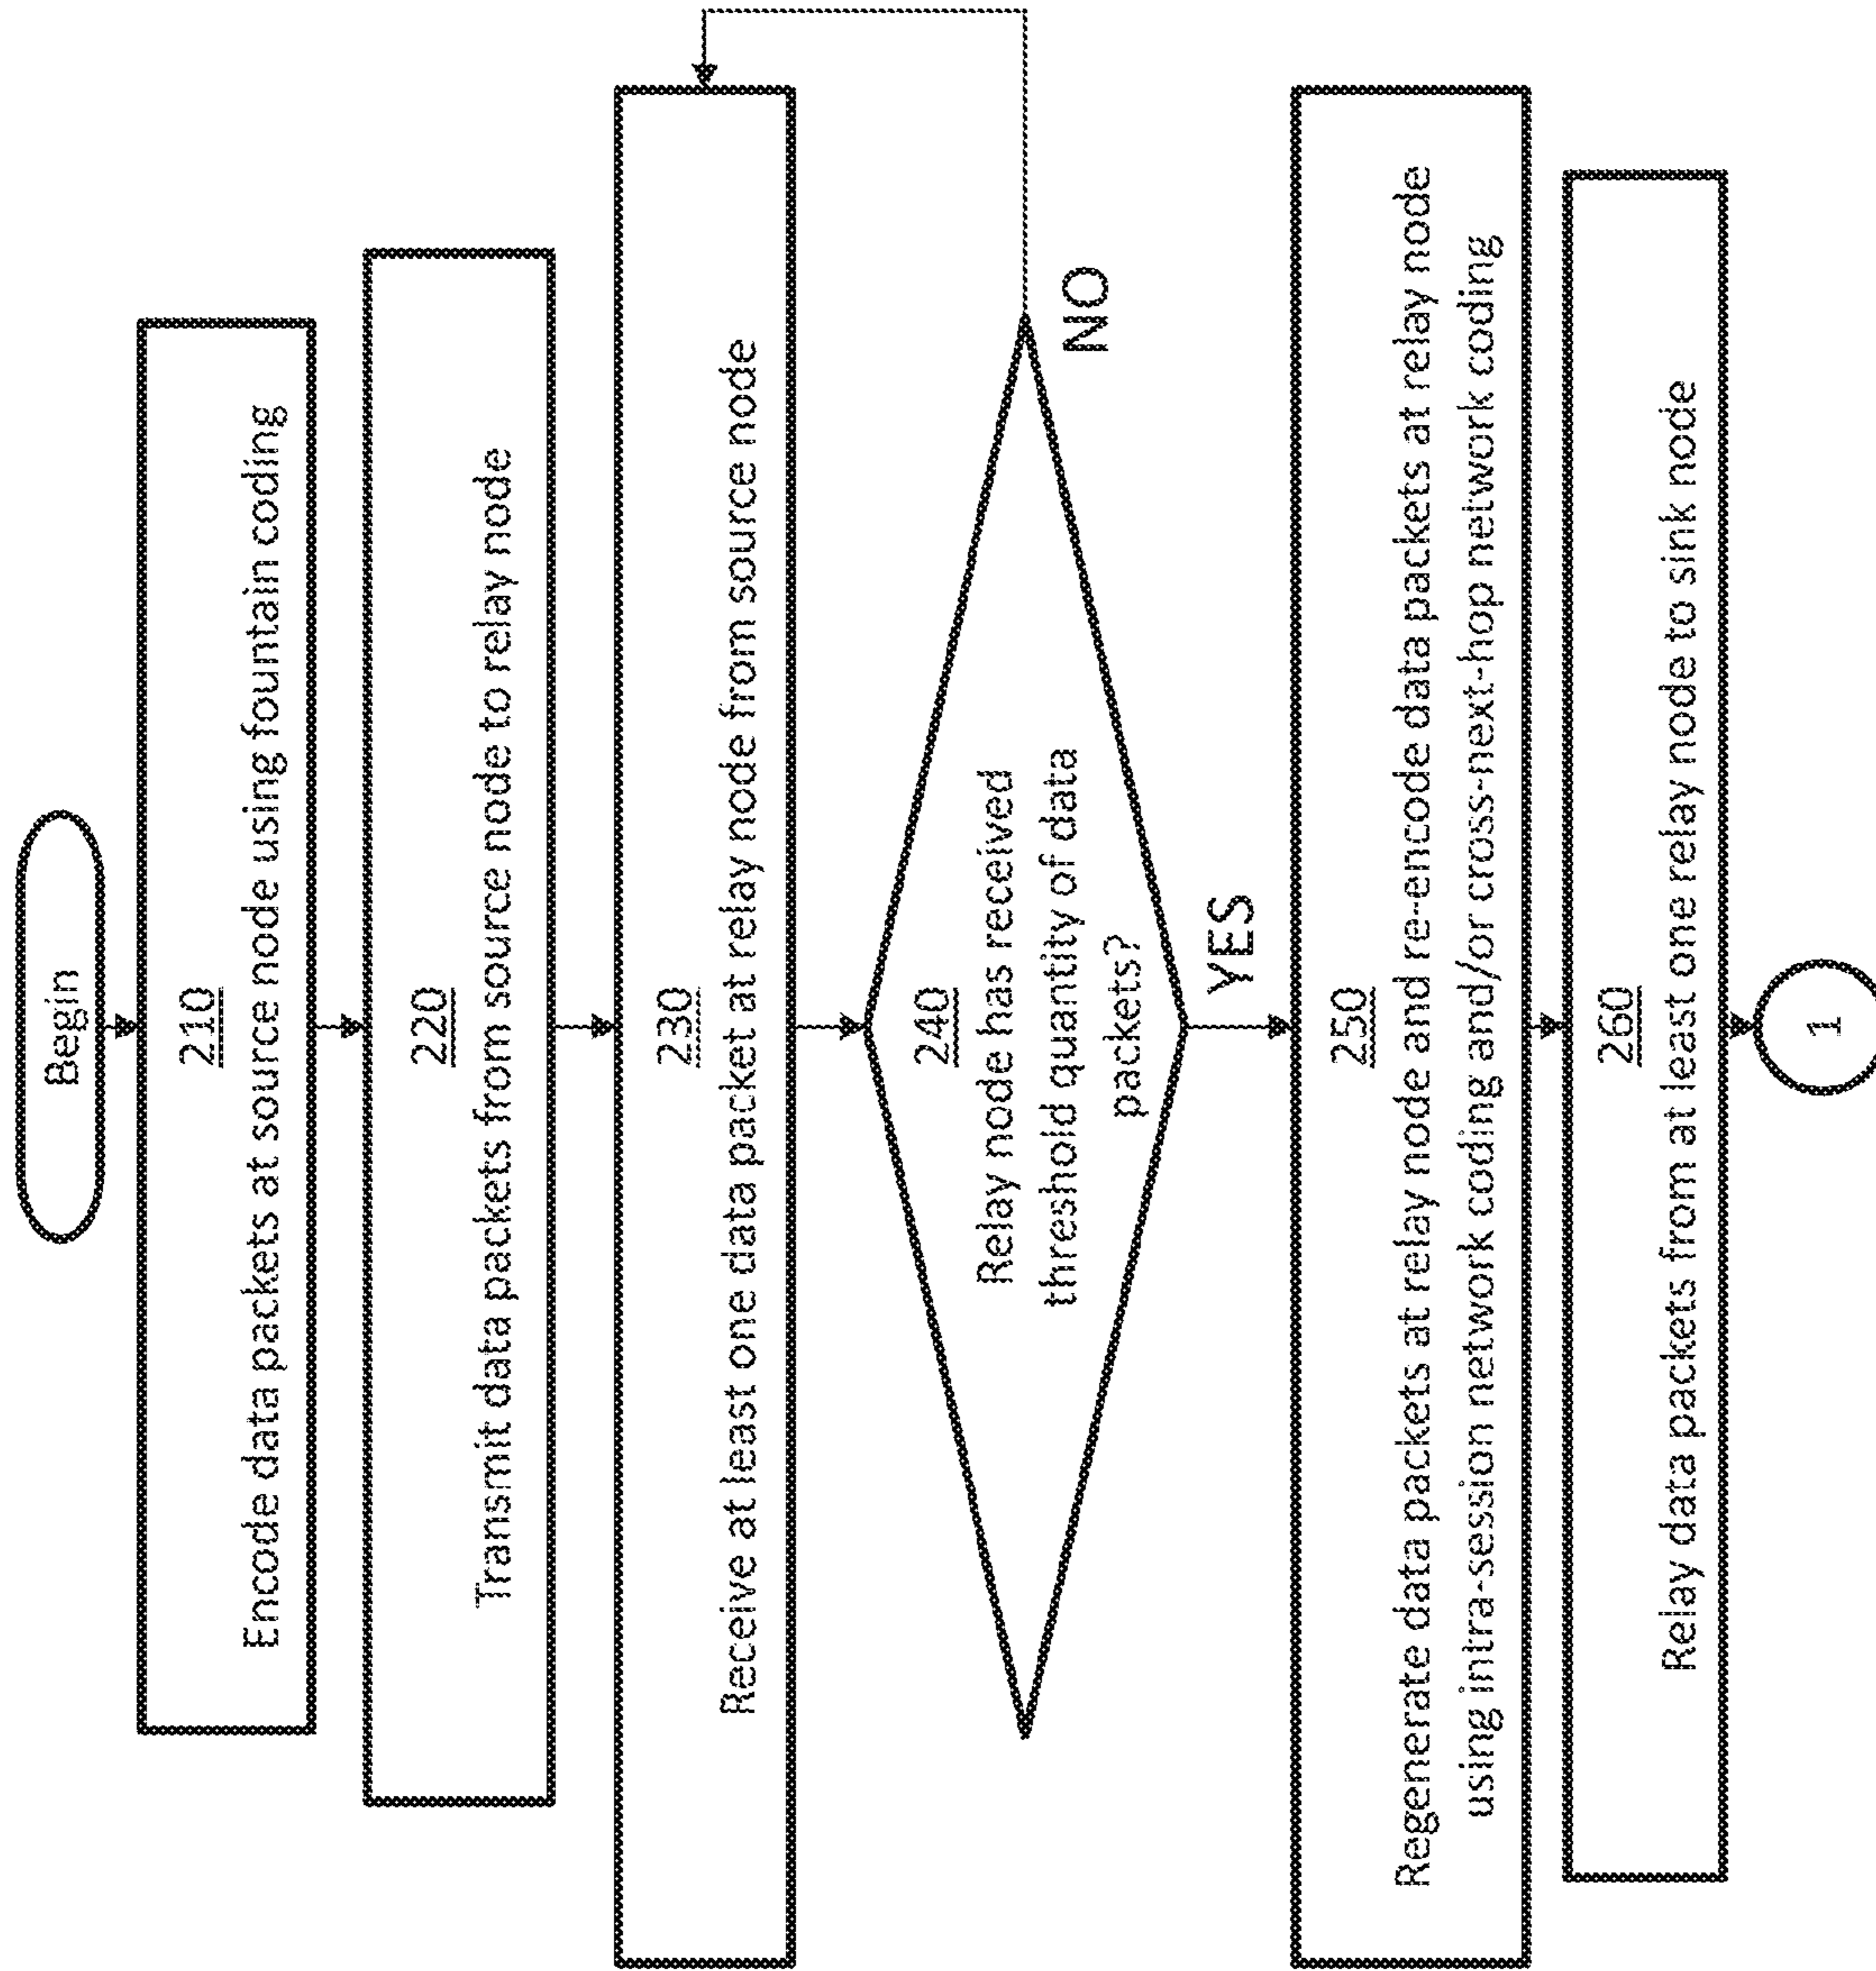 Begin
210
Encode data packets at source node using fountain coding
220
Transmit data packets from source node to relay node
230
Receive at least one data packet at relay node from source node
240
Relay node has received
threshold quantity of data
packets?
NO
YES
250
Regenerate data packets at relay node and re-encode data packets at relay node
using intra-session network coding and/or cross-next-hop network coding
260
Relay data packets from at least one relay node to sink node
1